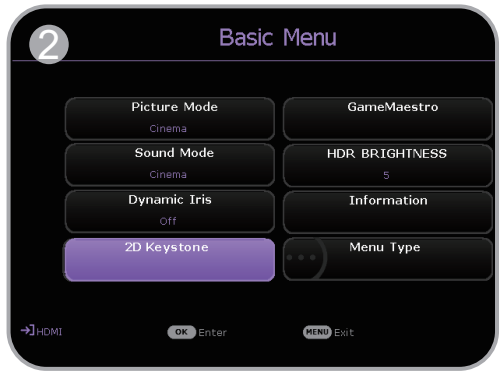 2
Basic Menu
Picture Mode
Cinema
GameMaestro
Sound Mode
Cinema
HDR BRIGHTNESS
5
Dynamic Iris
Off
Information
2D Keystone
Menu Type
HDMI
OK Enter
MENU Exit